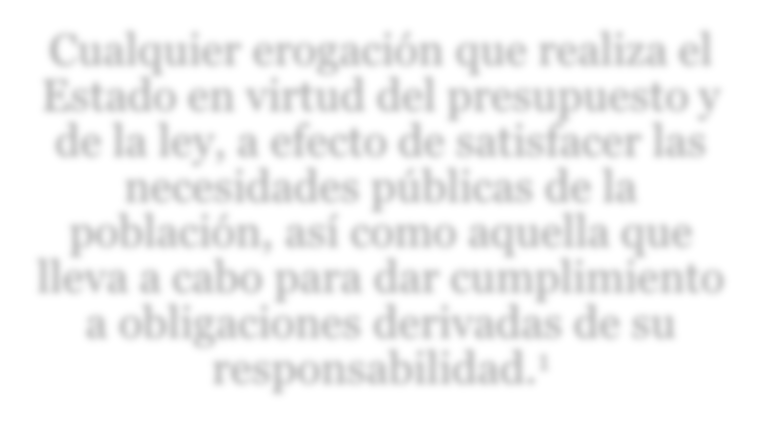 Cualquier erogación que realiza el
Estado en virtud del presupuesto y
de la ley, a efecto de satisfacer las
necesidades públicas de la
población, así como aquella que
lleva a cabo para dar cumplimiento
a obligaciones derivadas de su
responsabilidad.¹